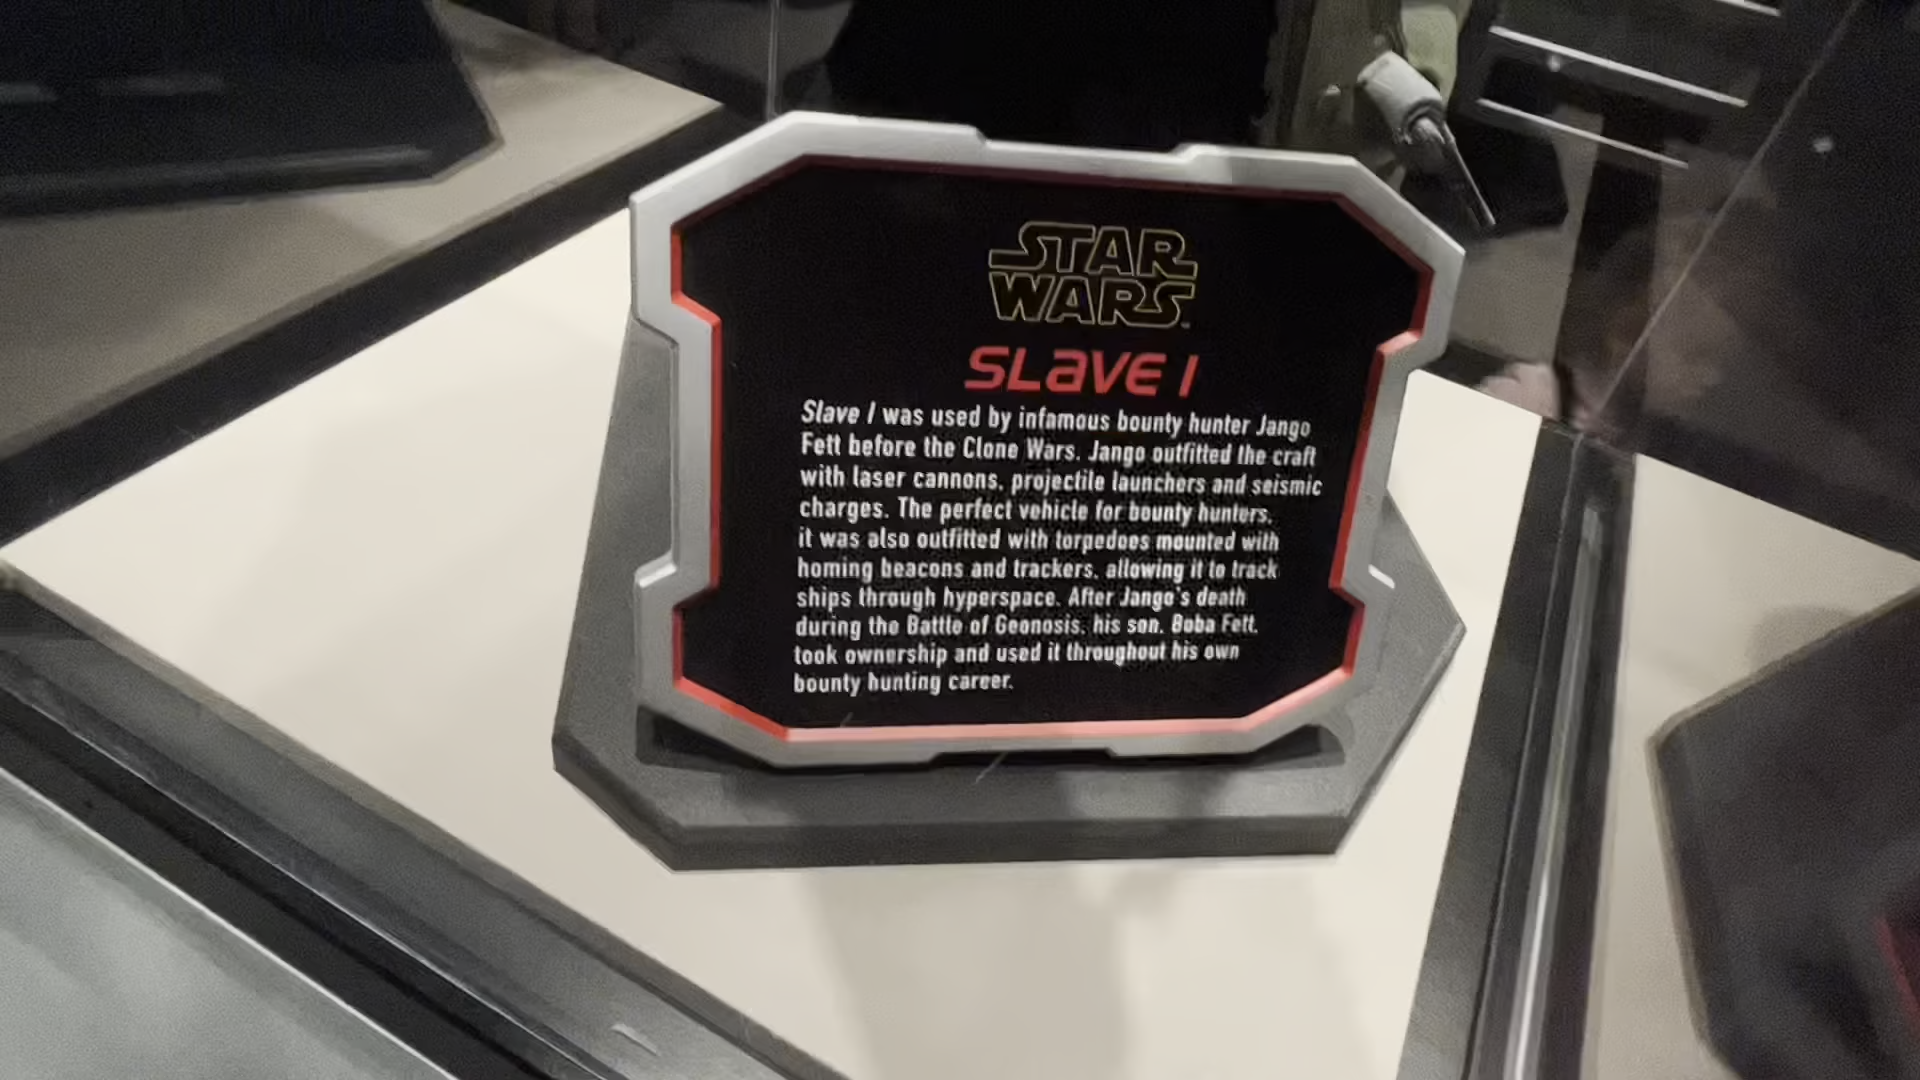 STAR
WARS
SLAVE I
Slave I was used by infamous bounty hunter Jango
Fett before the Clone Wars. Jango outfitted the craft
with laser cannons, projectile launchers and seismic
charges. The perfect vehicle for bounty hunters,
it was also outfitted with torpedoes mounted with
homing beacons and trackers, allowing it to track
ships through hyperspace. After Jango's death
during the Battle of Geonosis, his son, Boba Fett,
took ownership and used it throughout his own
bounty hunting career.